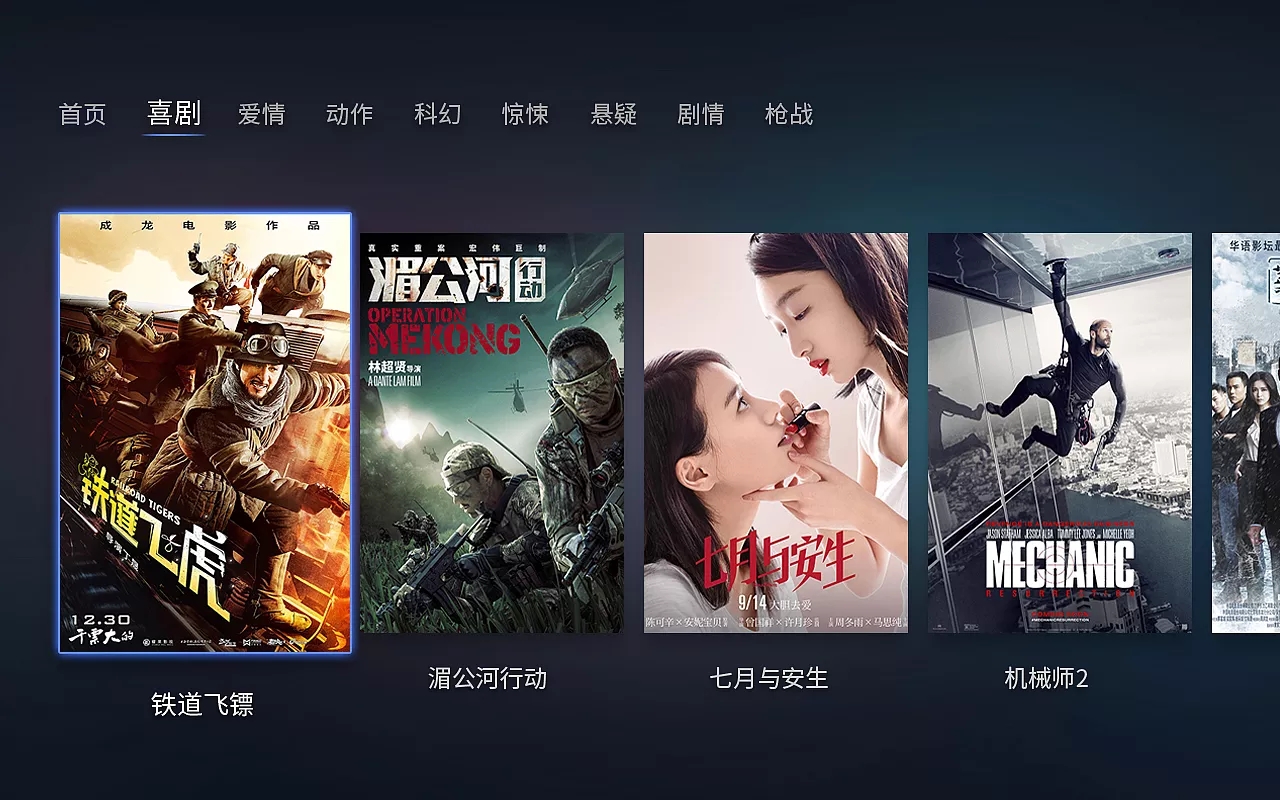 首页 喜剧 爱情 动作 科幻 惊悚 悬疑 剧情 枪战
成龙电影作品
铁道飞虎
RAILROAD TIGERS
导演丁晟
12.30
干票大的
铁道飞镖
真实重案 宏伟巨制
湄公河行动
OPERATION
MEKONG
林超贤导演
A DANTE LAM FILM
湄公河行动
七月与安生
9/14 大胆去爱
陈可辛×安妮宝贝 曾国祥×许月珍 周冬雨×马思纯
七月与安生
JASON STATHAM JESSICA ALBA TOMMY LEE JONES AND MICHELLE YEOH
MECHANIC
RESURRECTION
#MECHANICRESURRECTION
机械师2
华语影坛最